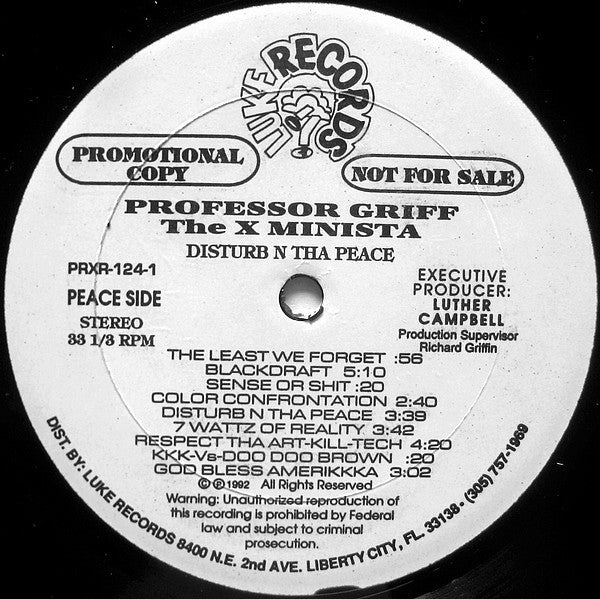 LUKE RECORDS
PROMOTIONAL
COPY
NOT FOR SALE
PROFESSOR GRIFF
The X MINISTA
DISTURB N THA PEACE
PRXR-124-1
PEACE SIDE
STEREO
33 1/3 RPM
EXECUTIVE
PRODUCER:
LUTHER
CAMPBELL
Production Supervisor
Richard Griffin
THE LEAST WE FORGET :56
BLACKDRAFT 5:10
SENSE OR SHIT :20
COLOR CONFRONTATION 2:40
DISTURB N THA PEACE 3:39
7 WATTZ OF REALITY 3:42
RESPECT THA ART-KILL-TECH 4:20
KKK-Vs-DOO DOO BROWN :20
GOD BLESS AMERIKKKA 3:02
© ℗ 1992 All Rights Reserved
Warning: Unauthorized reproduction of
this recording is prohibited by Federal
law and subject to criminal
prosecution.
DIST. BY: LUKE RECORDS 8400 N.E. 2nd AVE. LIBERTY CITY, FL. 33138 - (305) 757-1969